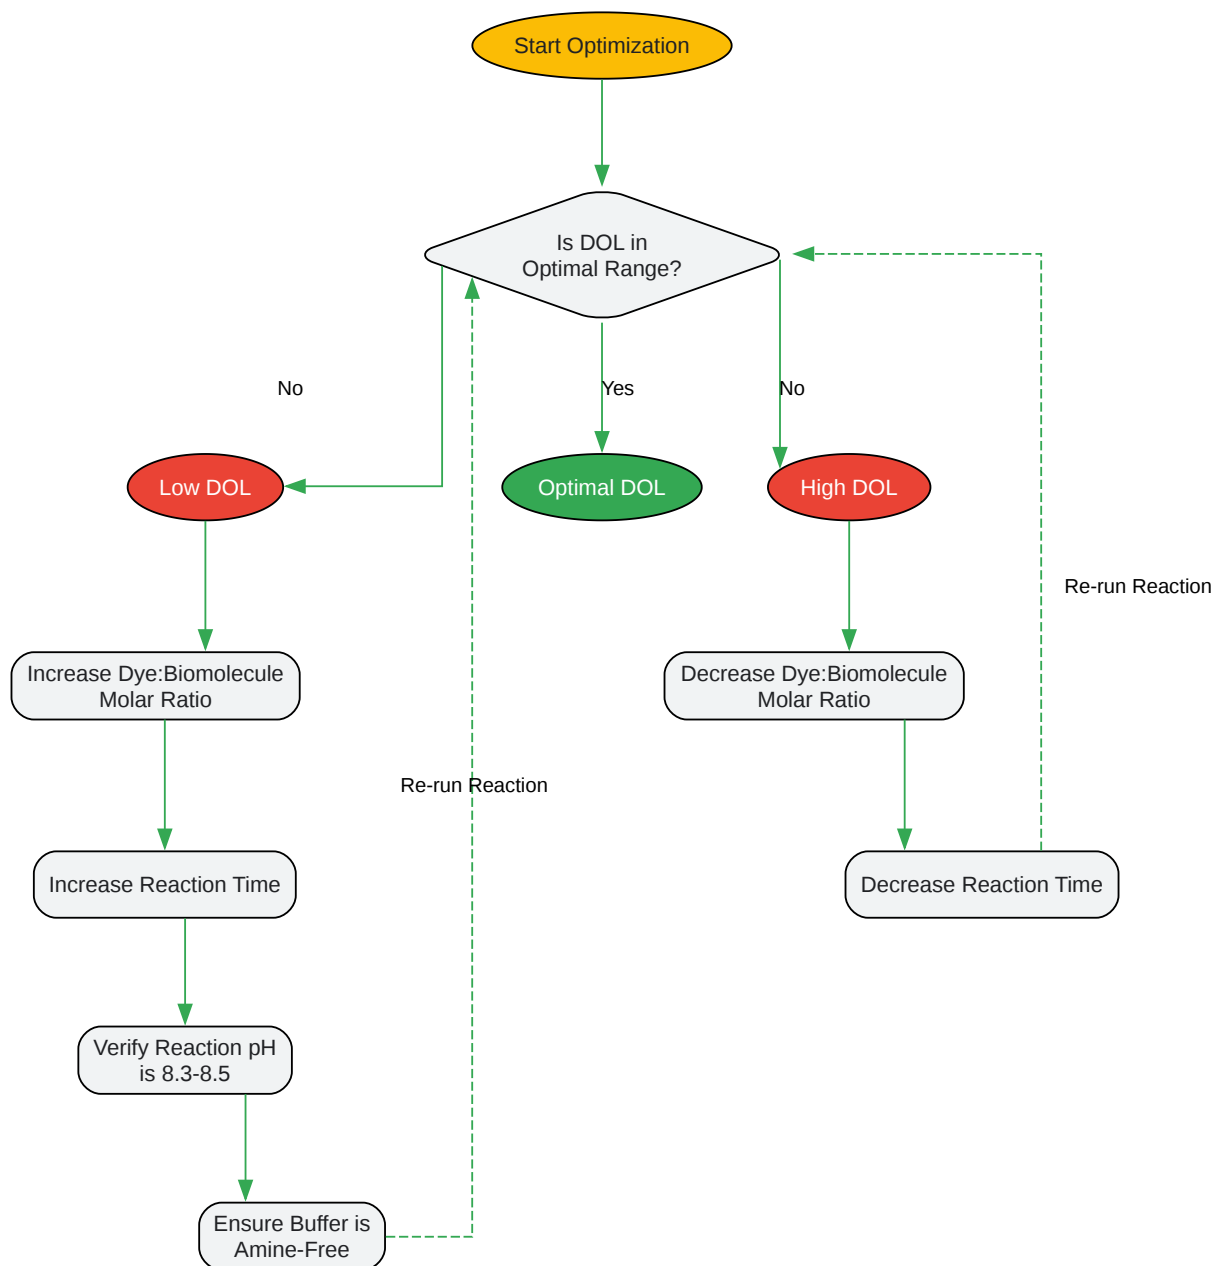 Start Optimization
Is DOL in
Optimal Range?
No
Yes
No
Low DOL
Optimal DOL
High DOL
Re-run Reaction
Increase Dye:Biomolecule
Molar Ratio
Decrease Dye:Biomolecule
Molar Ratio
Re-run Reaction
Increase Reaction Time
Decrease Reaction Time
Verify Reaction pH
is 8.3-8.5
Ensure Buffer is
Amine-Free